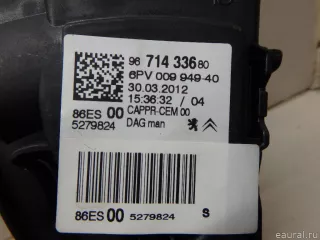 96 714 336 80
6PV 009 949-40
30.03.2012
15:36:32 / 04
86ES 00 CAPPR-CEM 00
5279824 DAG man
86ES 00 5279824 S
© eaural.ru